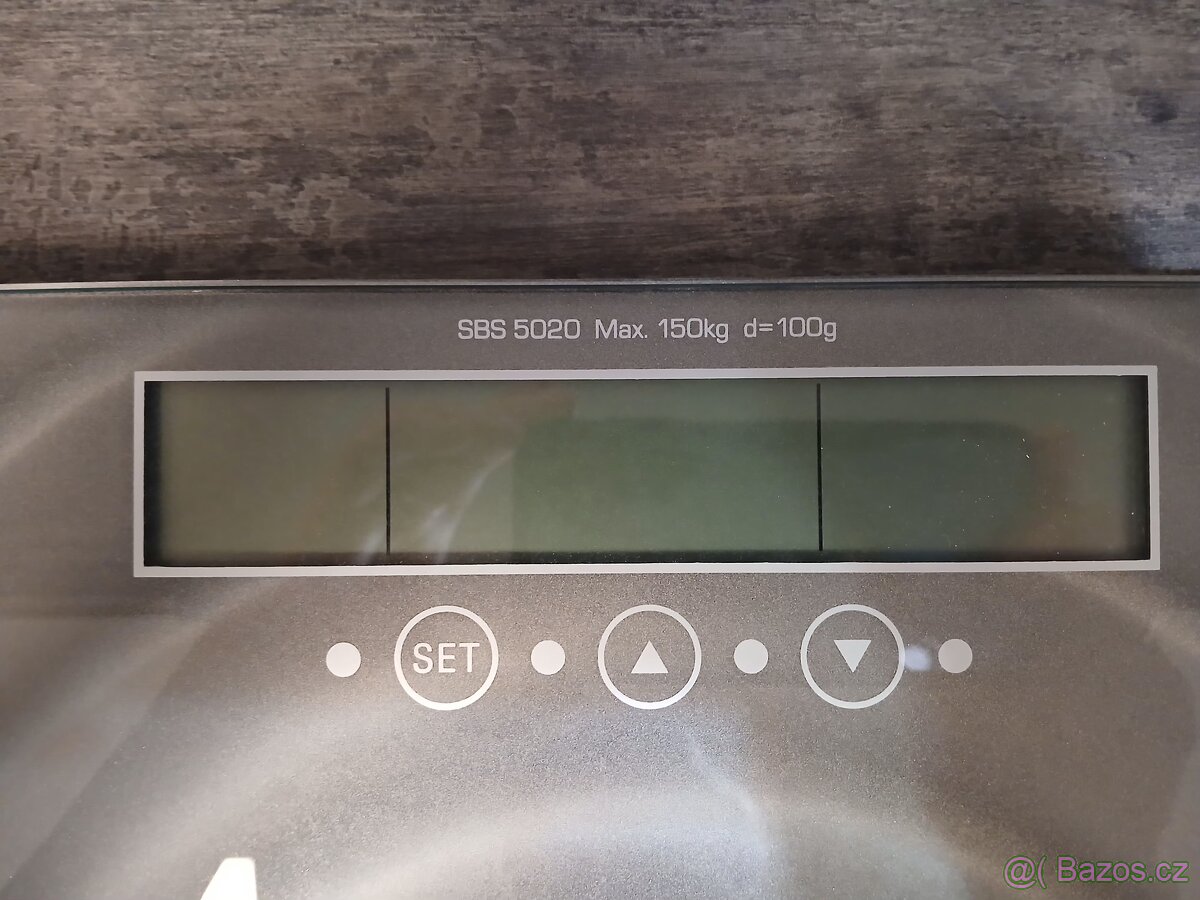 SBS 5020 Max. 150kg d=100g
SET
@( Bazos.cz